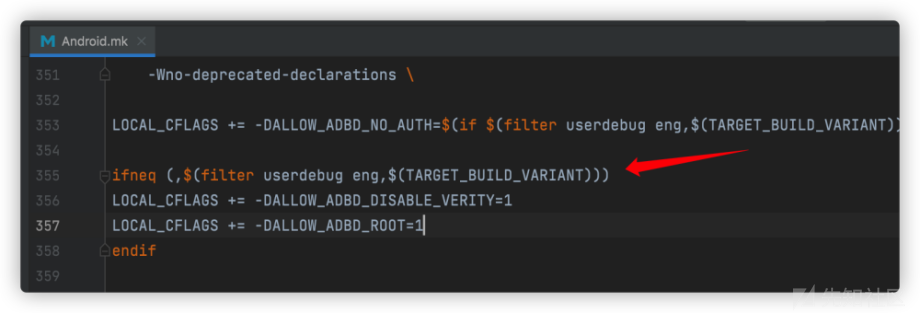 Android.mk
351 -Wno-deprecated-declarations \
352
353 LOCAL_CFLAGS += -DALLOW_ADBD_NO_AUTH=$(if $(filter userdebug eng,$(TARGET_BUILD_VARIANT))
354
355 ifneq (,$(filter userdebug eng,$(TARGET_BUILD_VARIANT)))
356 LOCAL_CFLAGS += -DALLOW_ADBD_DISABLE_VERITY=1
357 LOCAL_CFLAGS += -DALLOW_ADBD_ROOT=1
358 endif
359